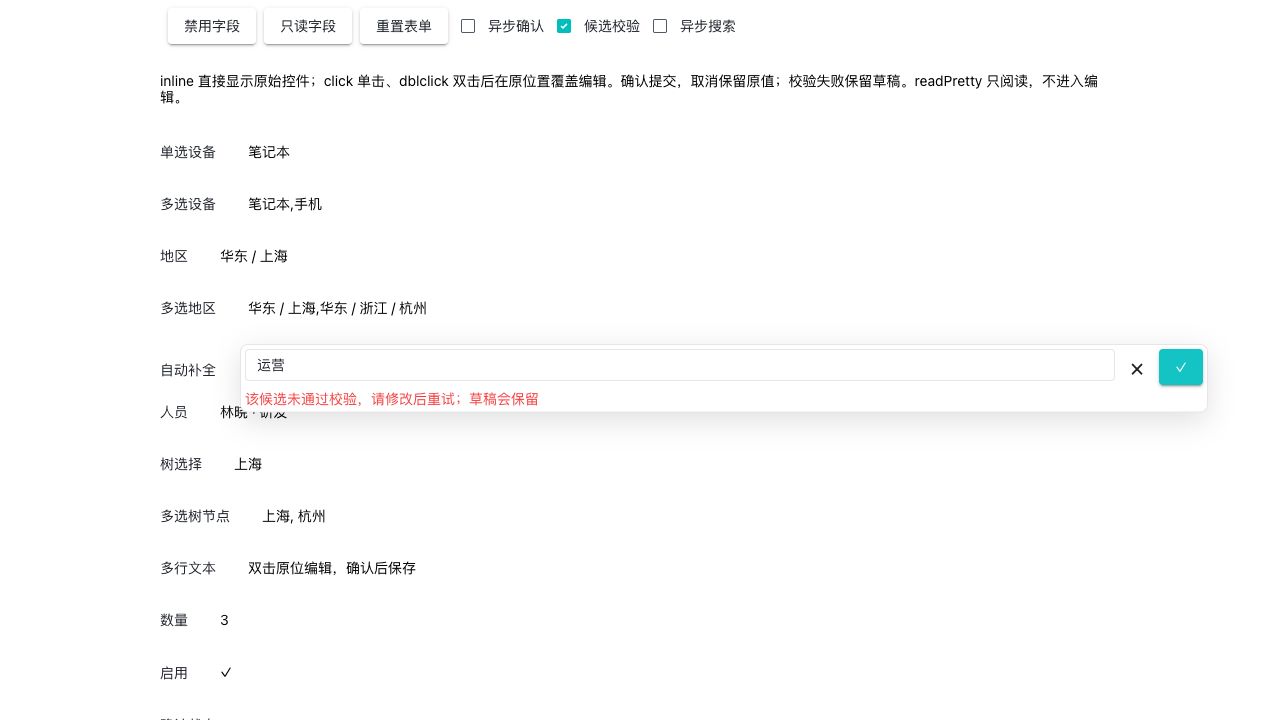 禁用字段 只读字段 重置表单 异步确认 候选校验 异步搜索
inline 直接显示原始控件；click 单击、dblclick 双击后在原位置覆盖编辑。确认提交，取消保留原值；校验失败保留草稿。readPretty 只阅读，不进入编
辑。
单选设备 笔记本
多选设备 笔记本,手机
地区 华东 / 上海
多选地区 华东 / 上海,华东 / 浙江 / 杭州
自动补全 运营
该候选未通过校验，请修改后重试；草稿会保留
人员 林晓 · 研发
树选择 上海
多选树节点 上海, 杭州
多行文本 双击原位编辑，确认后保存
数量 3
启用